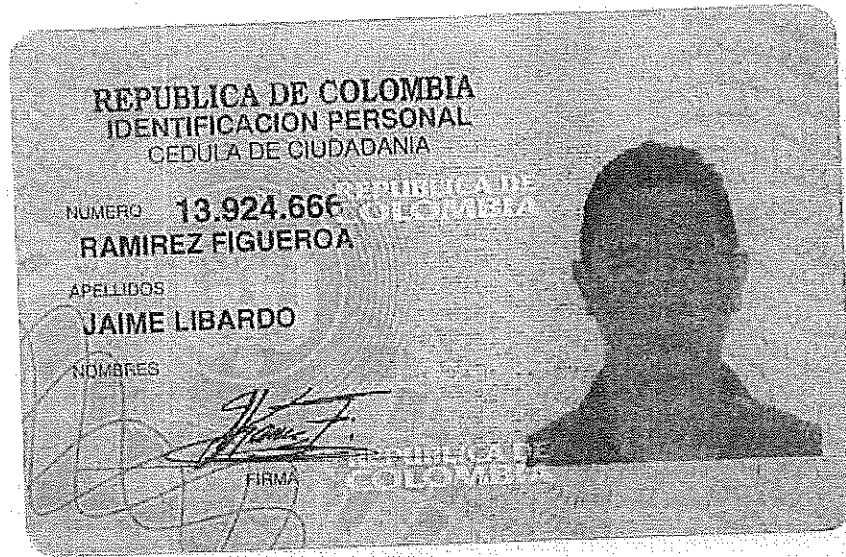 REPUBLICA DE COLOMBIA
IDENTIFICACION PERSONAL
CEDULA DE CIUDADANIA
NUMERO 13.924.666
REPUBLICA DE
COLOMBIA
RAMIREZ FIGUEROA
APELLIDOS
JAIME LIBARDO
NOMBRES
FIRMA
REPUBLICA DE
COLOMBIA